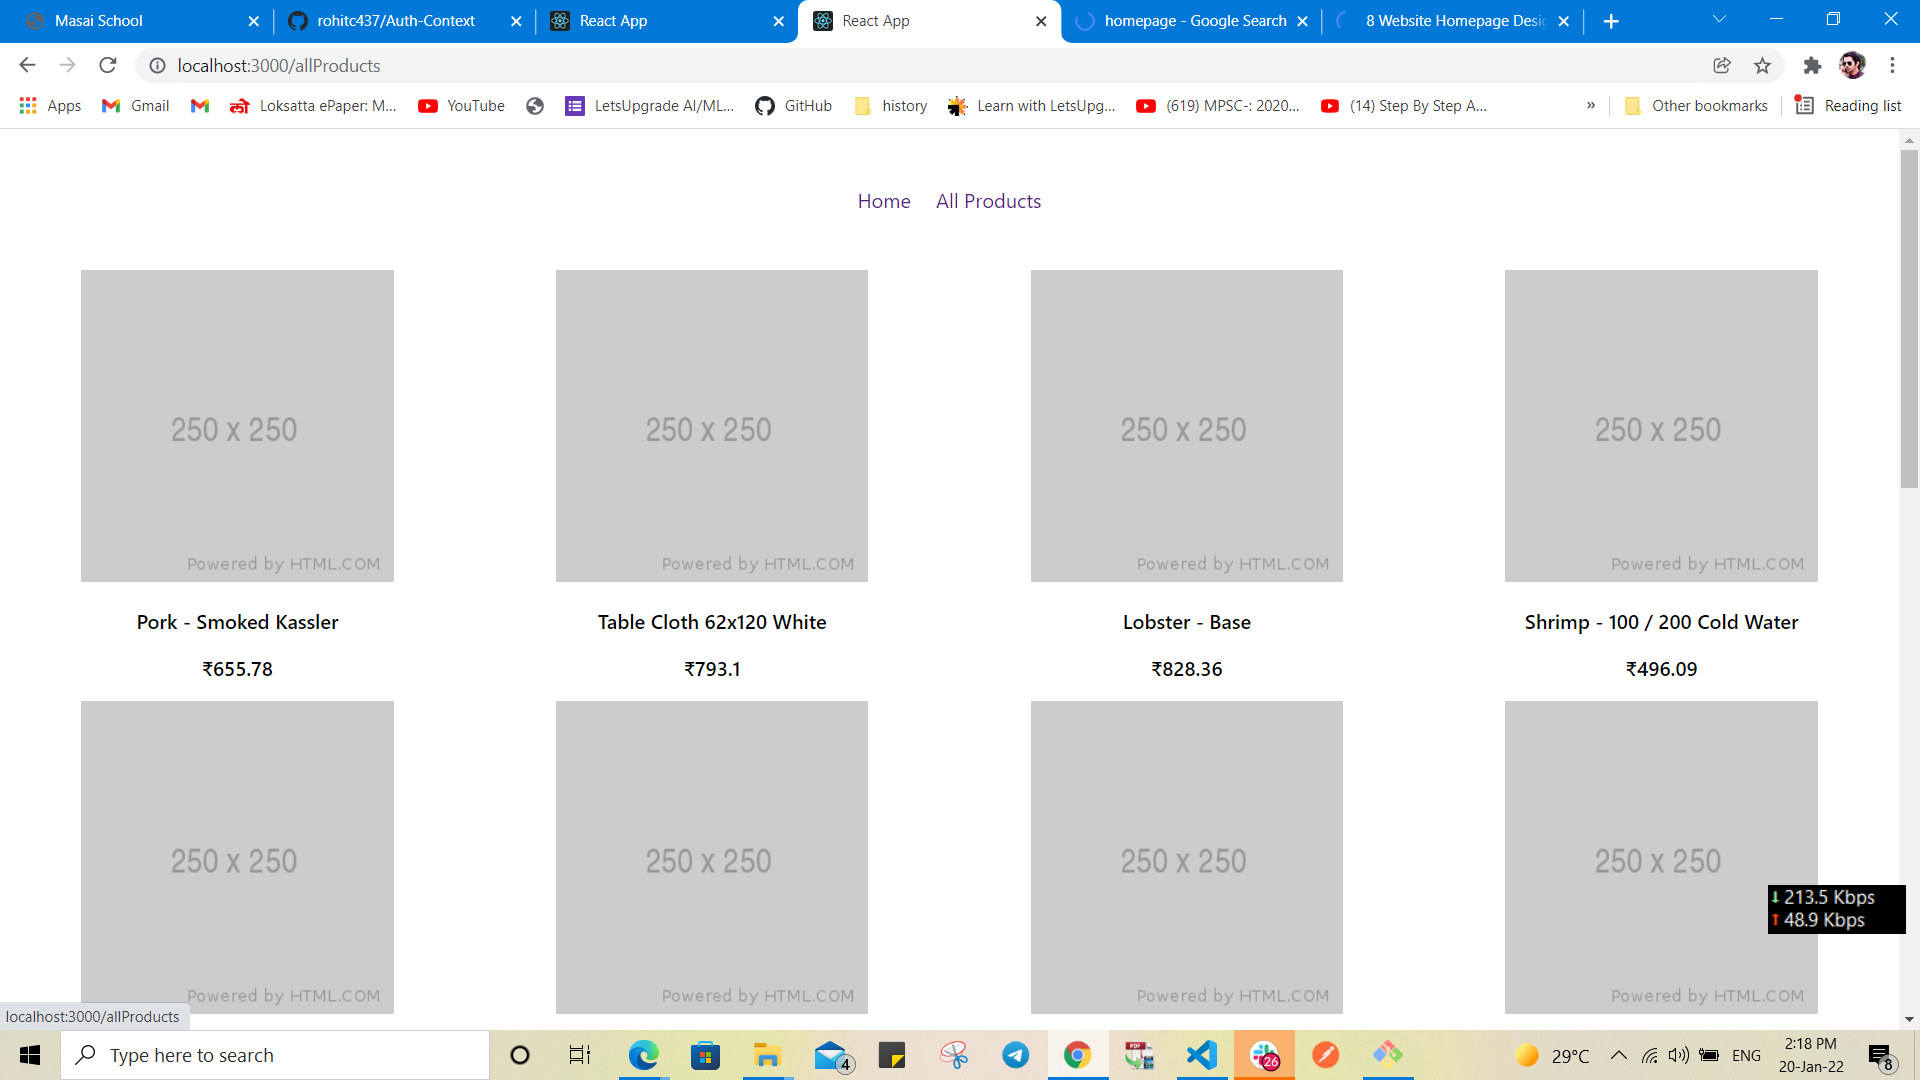 Masai School
rohitc437/Auth-Context
React App
React App
homepage - Google Search
8 Website Homepage Desig
localhost:3000/allProducts
Apps
Gmail
Loksatta ePaper: M...
YouTube
LetsUpgrade AI/ML...
GitHub
history
Learn with LetsUpg...
(619) MPSC-: 2020...
(14) Step By Step A...
»
Other bookmarks
Reading list
Home
All Products
250 x 250
Powered by HTML.COM
250 x 250
Powered by HTML.COM
250 x 250
Powered by HTML.COM
250 x 250
Powered by HTML.COM
Pork - Smoked Kassler
Table Cloth 62x120 White
Lobster - Base
Shrimp - 100 / 200 Cold Water
₹655.78
₹793.1
₹828.36
₹496.09
250 x 250
Powered by HTML.COM
250 x 250
Powered by HTML.COM
250 x 250
Powered by HTML.COM
250 x 250
Powered by HTML.COM
213.5 Kbps
48.9 Kbps
localhost:3000/allProducts
Type here to search
4
PDF
26
29°C
ENG
2:18 PM
20-Jan-22
8